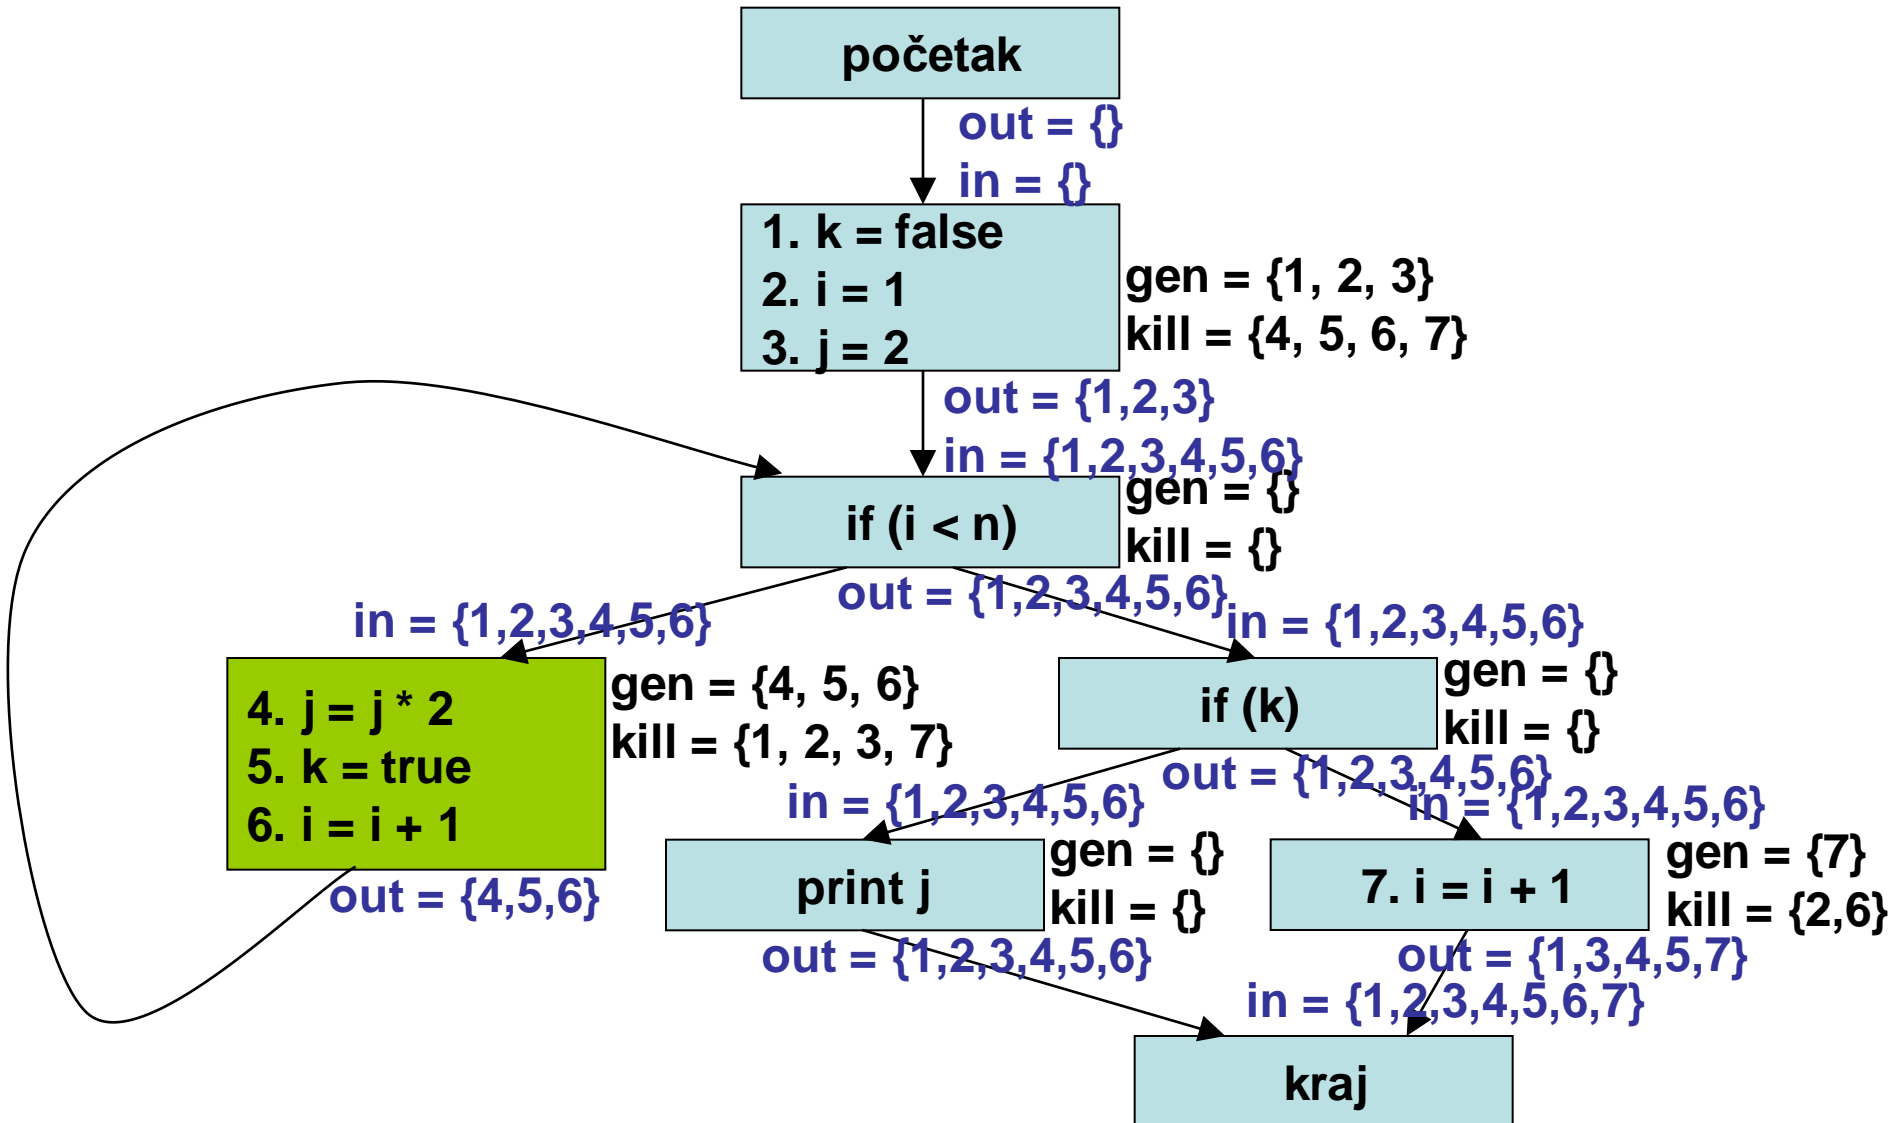 početak
out = {}
in = {}
1. k = false
2. i = 1
3. j = 2
gen = {1, 2, 3}
kill = {4, 5, 6, 7}
out = {1,2,3}
in = {1,2,3,4,5,6}
gen = {}
kill = {}
if (i < n)
out = {1,2,3,4,5,6}
in = {1,2,3,4,5,6}
in = {1,2,3,4,5,6}
4. j = j * 2
5. k = true
6. i = i + 1
gen = {4, 5, 6}
kill = {1, 2, 3, 7}
out = {4,5,6}
if (k)
gen = {}
kill = {}
out = {1,2,3,4,5,6}
in = {1,2,3,4,5,6}
in = {1,2,3,4,5,6}
print j
gen = {}
kill = {}
out = {1,2,3,4,5,6}
7. i = i + 1
gen = {7}
kill = {2,6}
out = {1,3,4,5,7}
in = {1,2,3,4,5,6,7}
kraj